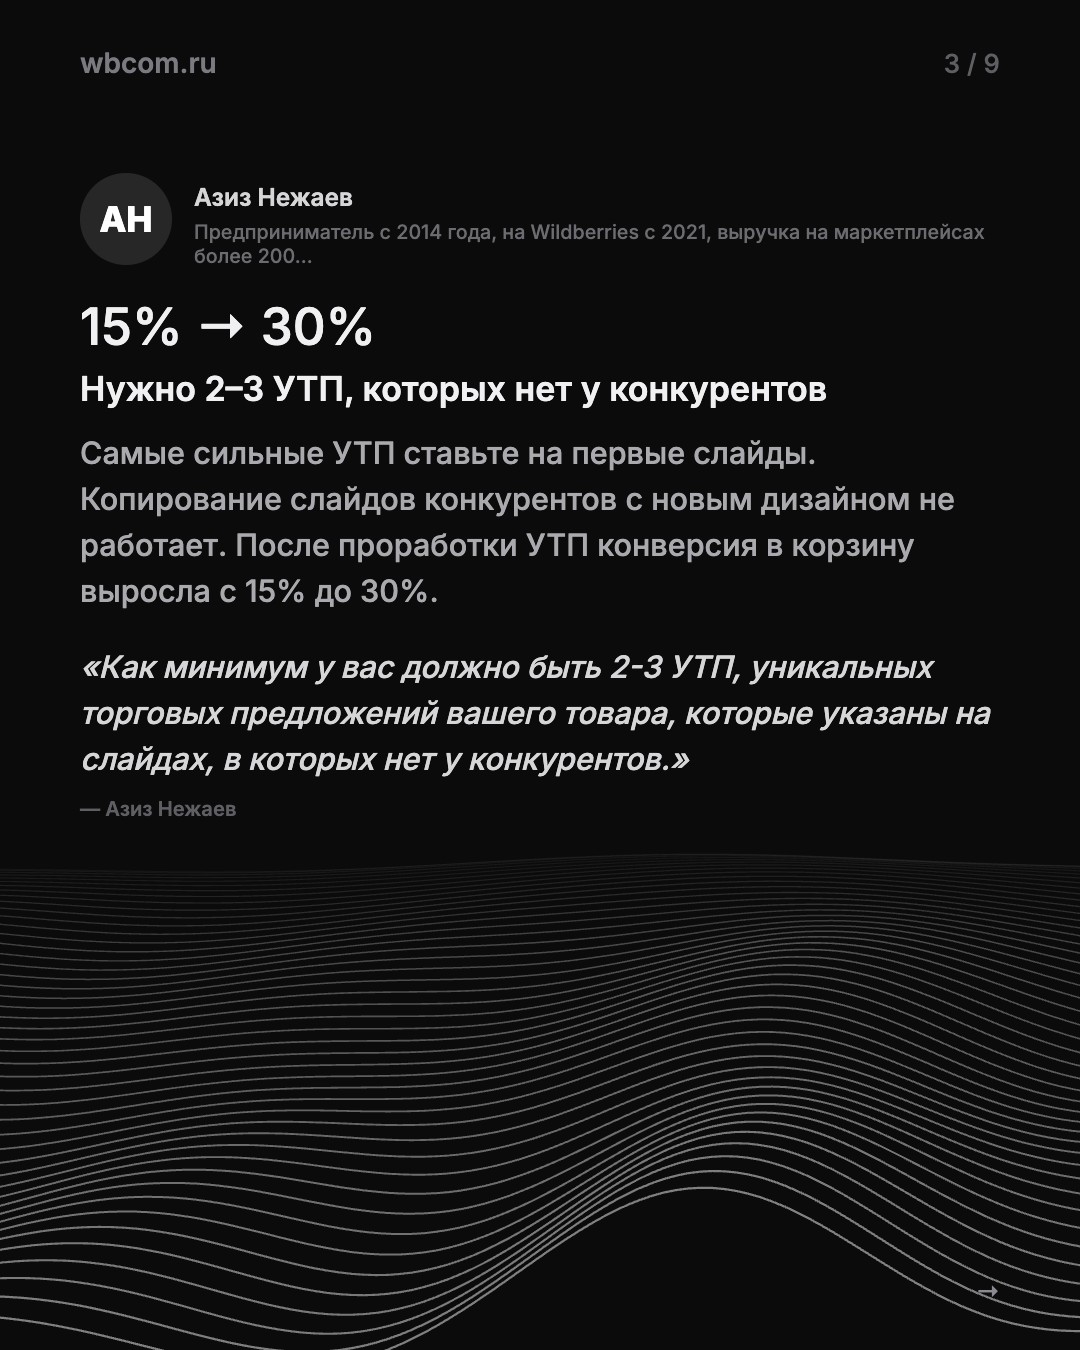 wbcom.ru
3 / 9
АН
Азиз Нежаев
Предприниматель с 2014 года, на Wildberries с 2021, выручка на маркетплейсах
более 200...
15% → 30%
Нужно 2–3 УТП, которых нет у конкурентов
Самые сильные УТП ставьте на первые слайды.
Копирование слайдов конкурентов с новым дизайном не
работает. После проработки УТП конверсия в корзину
выросла с 15% до 30%.
«Как минимум у вас должно быть 2-3 УТП, уникальных
торговых предложений вашего товара, которые указаны на
слайдах, в которых нет у конкурентов.»
— Азиз Нежаев
→